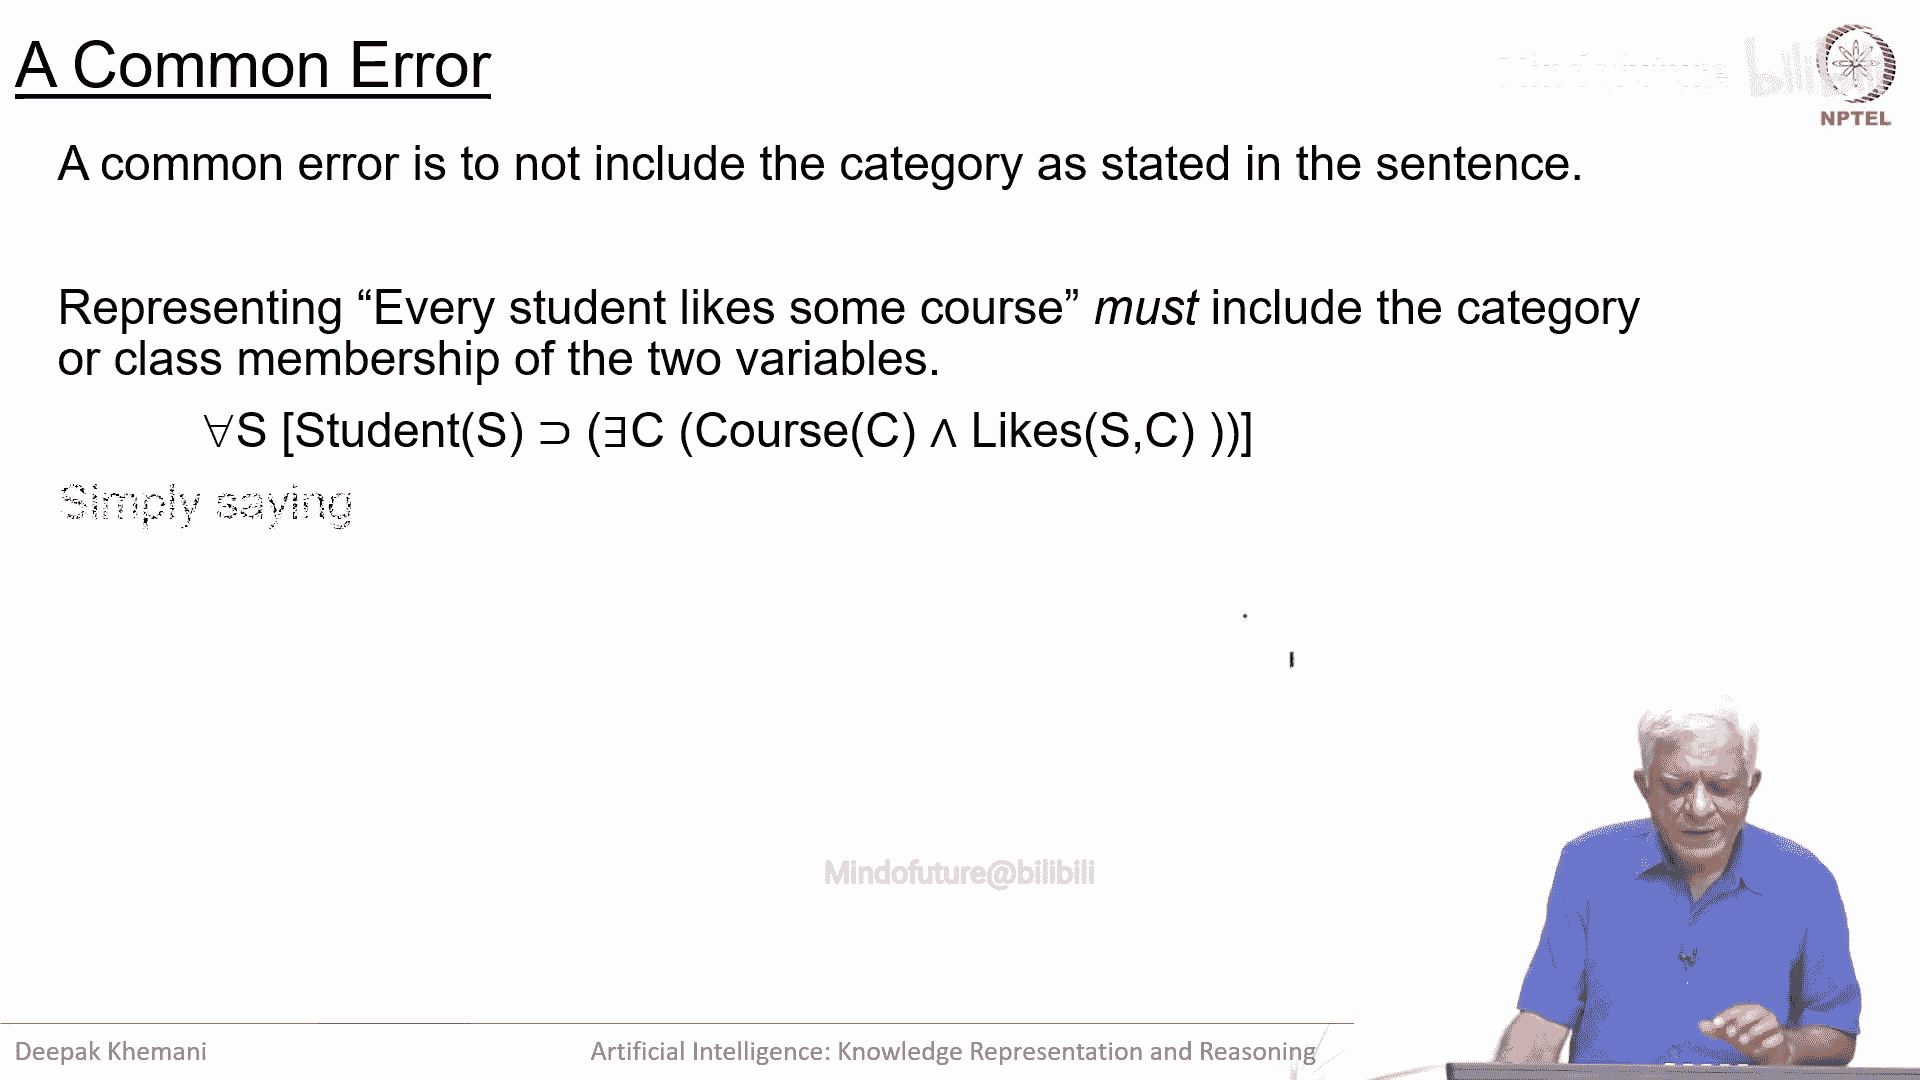 A Common Error
NPTEL
A common error is to not include the category as stated in the sentence.
Representing “Every student likes some course” must include the category
or class membership of the two variables.
∀S [Student(S) ⊃ (∃C (Course(C) ∧ Likes(S,C) ))]
Simply saying
Mindofuture@bilibili
Deepak Khemani
Artificial Intelligence: Knowledge Representation and Reasoning